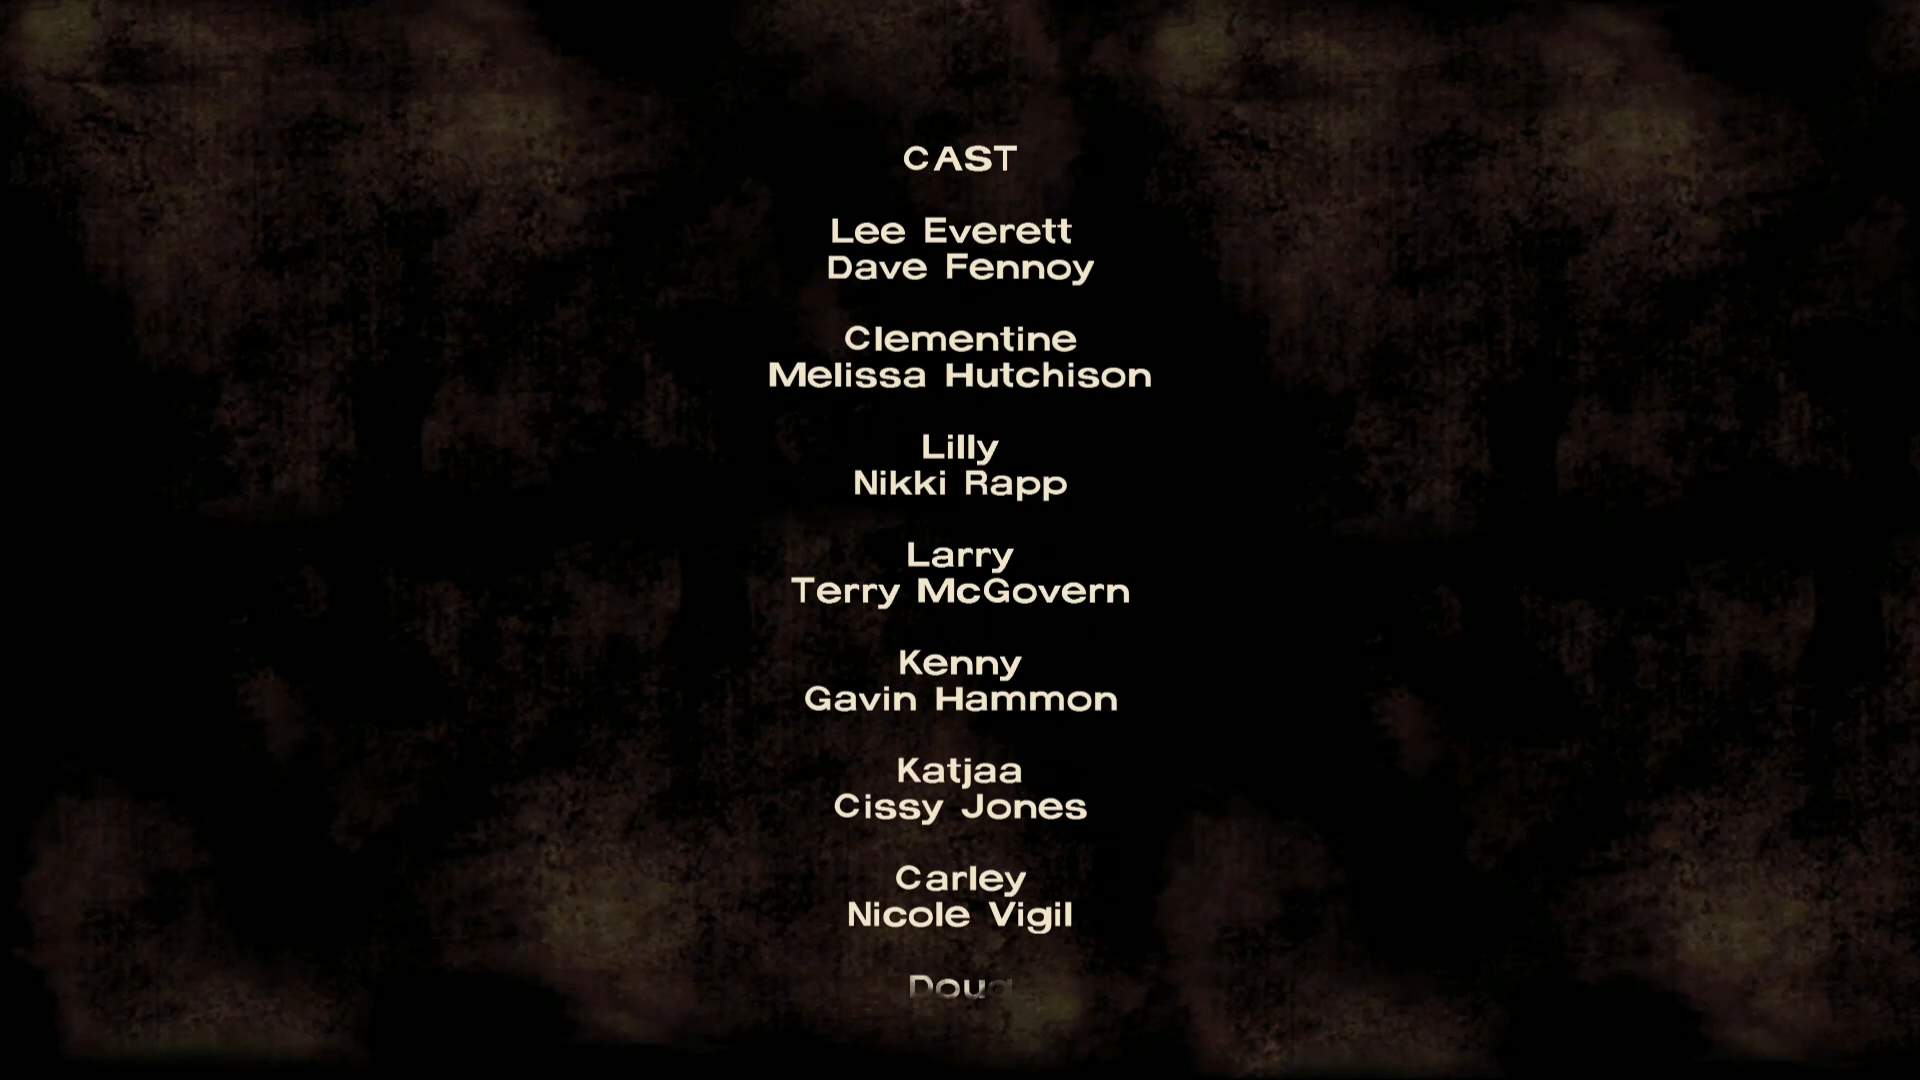 CAST
Lee Everett
Dave Fennoy
Clementine
Melissa Hutchison
Lilly
Nikki Rapp
Larry
Terry McGovern
Kenny
Gavin Hammon
Katjaa
Cissy Jones
Carley
Nicole Vigil
Doug